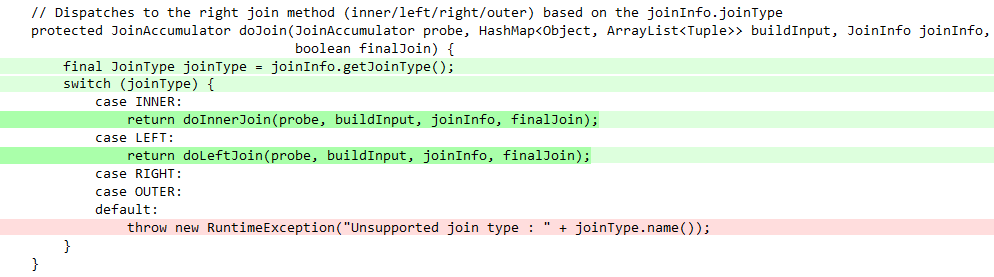 // Dispatches to the right join method (inner/left/right/outer) based on the joinInfo.joinType
protected JoinAccumulator doJoin(JoinAccumulator probe, HashMap<Object, ArrayList<Tuple>> buildInput, JoinInfo joinInfo,
boolean finalJoin) {
final JoinType joinType = joinInfo.getJoinType();
switch (joinType) {
case INNER:
return doInnerJoin(probe, buildInput, joinInfo, finalJoin);
case LEFT:
return doLeftJoin(probe, buildInput, joinInfo, finalJoin);
case RIGHT:
case OUTER:
default:
throw new RuntimeException("Unsupported join type : " + joinType.name());
}
}